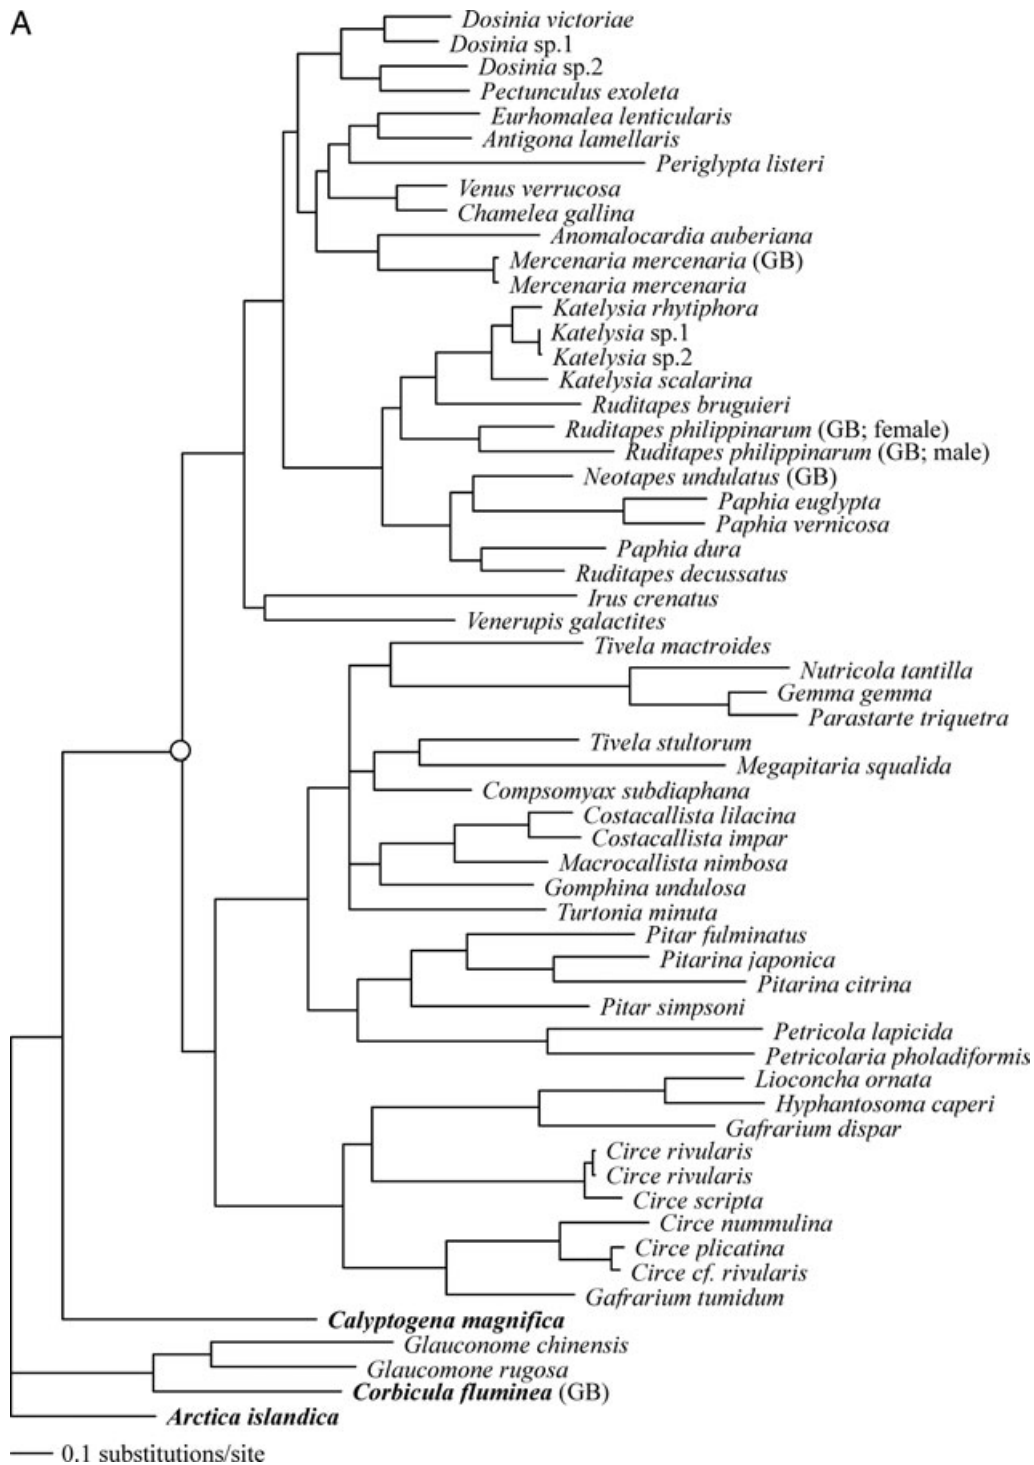 A
Dosinia victoriae
Dosinia sp.1
Dosinia sp.2
Pectunculus exoleta
Eurhomalea lenticularis
Antigona lamellaris
Periglypta listeri
Venus verrucosa
Chamelea gallina
Anomalocardia auberiana
Mercenaria mercenaria (GB)
Mercenaria mercenaria
Katelysia rhytiphora
Katelysia sp.1
Katelysia sp.2
Katelysia scalarina
Ruditapes bruguieri
Ruditapes philippinarum (GB; female)
Ruditapes philippinarum (GB; male)
Neotapes undulatus (GB)
Paphia euglypta
Paphia vernicosa
Paphia dura
Ruditapes decussatus
Irus crenatus
Venerupis galactites
Tivela mactroides
Nutricola tantilla
Gemma gemma
Parastarte triquetra
Tivela stultorum
Megapitaria squalida
Compsomyax subdiaphana
Costacallista lilacina
Costacallista impar
Macrocallista nimbosa
Gomphina undulosa
Turtonia minuta
Pitar fulminatus
Pitarina japonica
Pitarina citrina
Pitar simpsoni
Petricola lapicida
Petricolaria pholadiformis
Lioconcha ornata
Hyphantosoma caperi
Gafrarium dispar
Circe rivularis
Circe rivularis
Circe scripta
Circe nummulina
Circe plicatina
Circe cf. rivularis
Gafrarium tumidum
Calyptogena magnifica
Glauconome chinensis
Glaucomone rugosa
Corbicula fluminea (GB)
Arctica islandica
0.1 substitutions/site